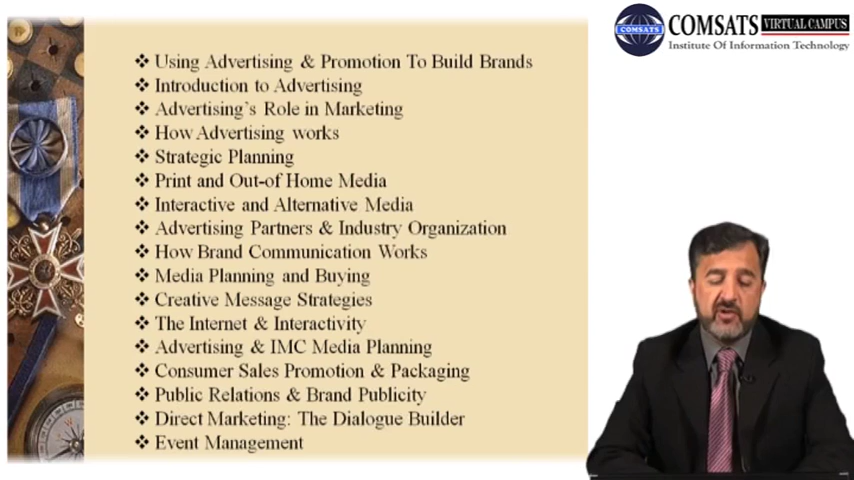 COMSATS VIRTUAL CAMPUS
COMSATS
Institute Of Information Technology
❖ Using Advertising & Promotion To Build Brands
❖ Introduction to Advertising
❖ Advertising's Role in Marketing
❖ How Advertising works
❖ Strategic Planning
❖ Print and Out-of Home Media
❖ Interactive and Alternative Media
❖ Advertising Partners & Industry Organization
❖ How Brand Communication Works
❖ Media Planning and Buying
❖ Creative Message Strategies
❖ The Internet & Interactivity
❖ Advertising & IMC Media Planning
❖ Consumer Sales Promotion & Packaging
❖ Public Relations & Brand Publicity
❖ Direct Marketing: The Dialogue Builder
❖ Event Management